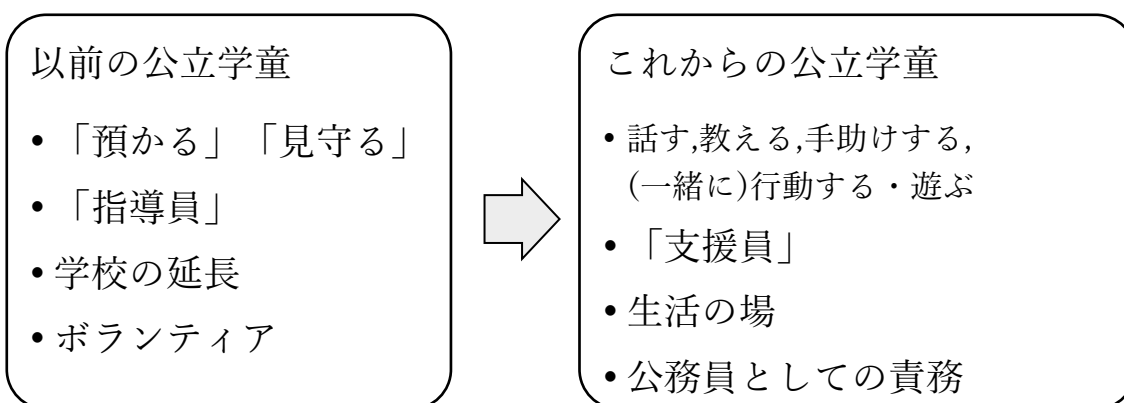 以前の公立学童
• 「預かる」「見守る」
• 「指導員」
• 学校の延長
• ボランティア
これからの公立学童
• 話す,教える,手助けする,
(一緒に)行動する・遊ぶ
• 「支援員」
• 生活の場
• 公務員としての責務